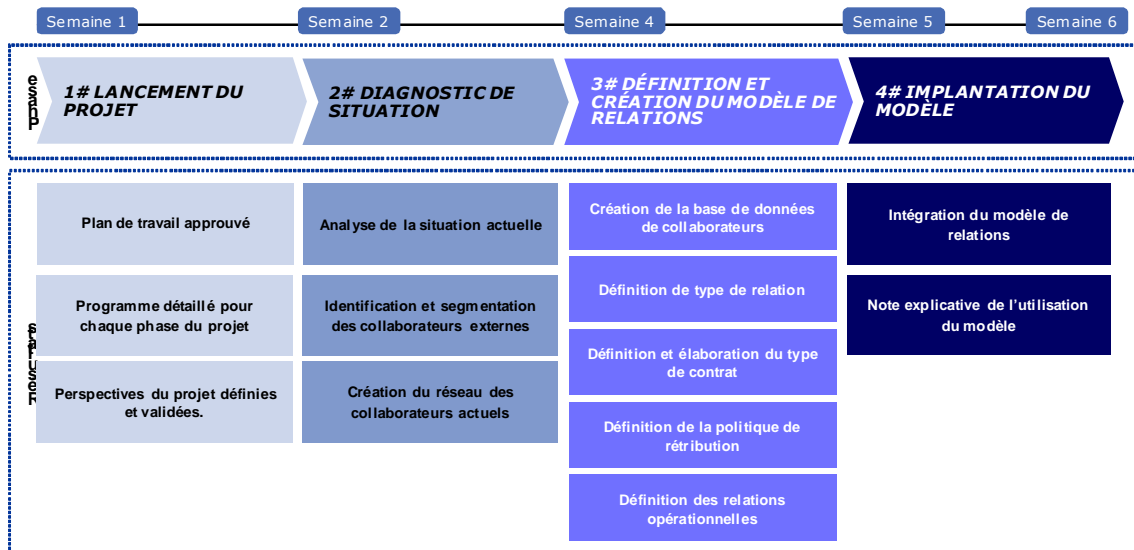 Semaine 1
Semaine 2
Semaine 4
Semaine 5
Semaine 6
Phase
1# LANCEMENT DU
PROJET
2# DIAGNOSTIC DE
SITUATION
3# DÉFINITION ET
CRÉATION DU MODÈLE DE
RELATIONS
4# IMPLANTATION DU
MODÈLE
Résultats
Plan de travail approuvé
Programme détaillé pour
chaque phase du projet
Perspectives du projet définies
et validées.
Analyse de la situation actuelle
Identification et segmentation
des collaborateurs externes
Création du réseau des
collaborateurs actuels
Création de la base de données
de collaborateurs
Définition de type de relation
Définition et élaboration du type
de contrat
Définition de la politique de
rétribution
Définition des relations
opérationnelles
Intégration du modèle de
relations
Note explicative de l’utilisation
du modèle